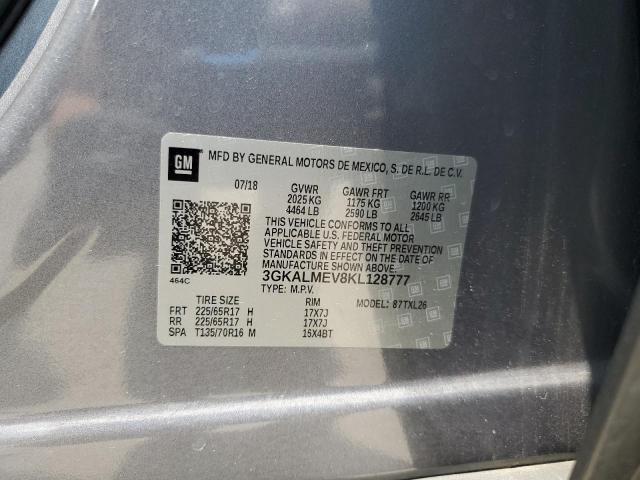 GM MFD BY GENERAL MOTORS DE MEXICO, S. DE R.L. DE C.V.
07/18 GVWR GAWR FRT GAWR RR
2025 KG 1175 KG 1200 KG
4464 LB 2590 LB 2645 LB
THIS VEHICLE CONFORMS TO ALL
APPLICABLE U.S. FEDERAL MOTOR
VEHICLE SAFETY AND THEFT PREVENTION
STANDARDS IN EFFECT ON THE DATE OF
MANUFACTURE SHOWN ABOVE.
464C 3GKALMEV8KL128777
TYPE: M.P.V.
TIRE SIZE RIM MODEL: 87TXL26
FRT 225/65R17 H 17X7J
RR 225/65R17 H 17X7J
SPA T135/70R16 M 16X4BT